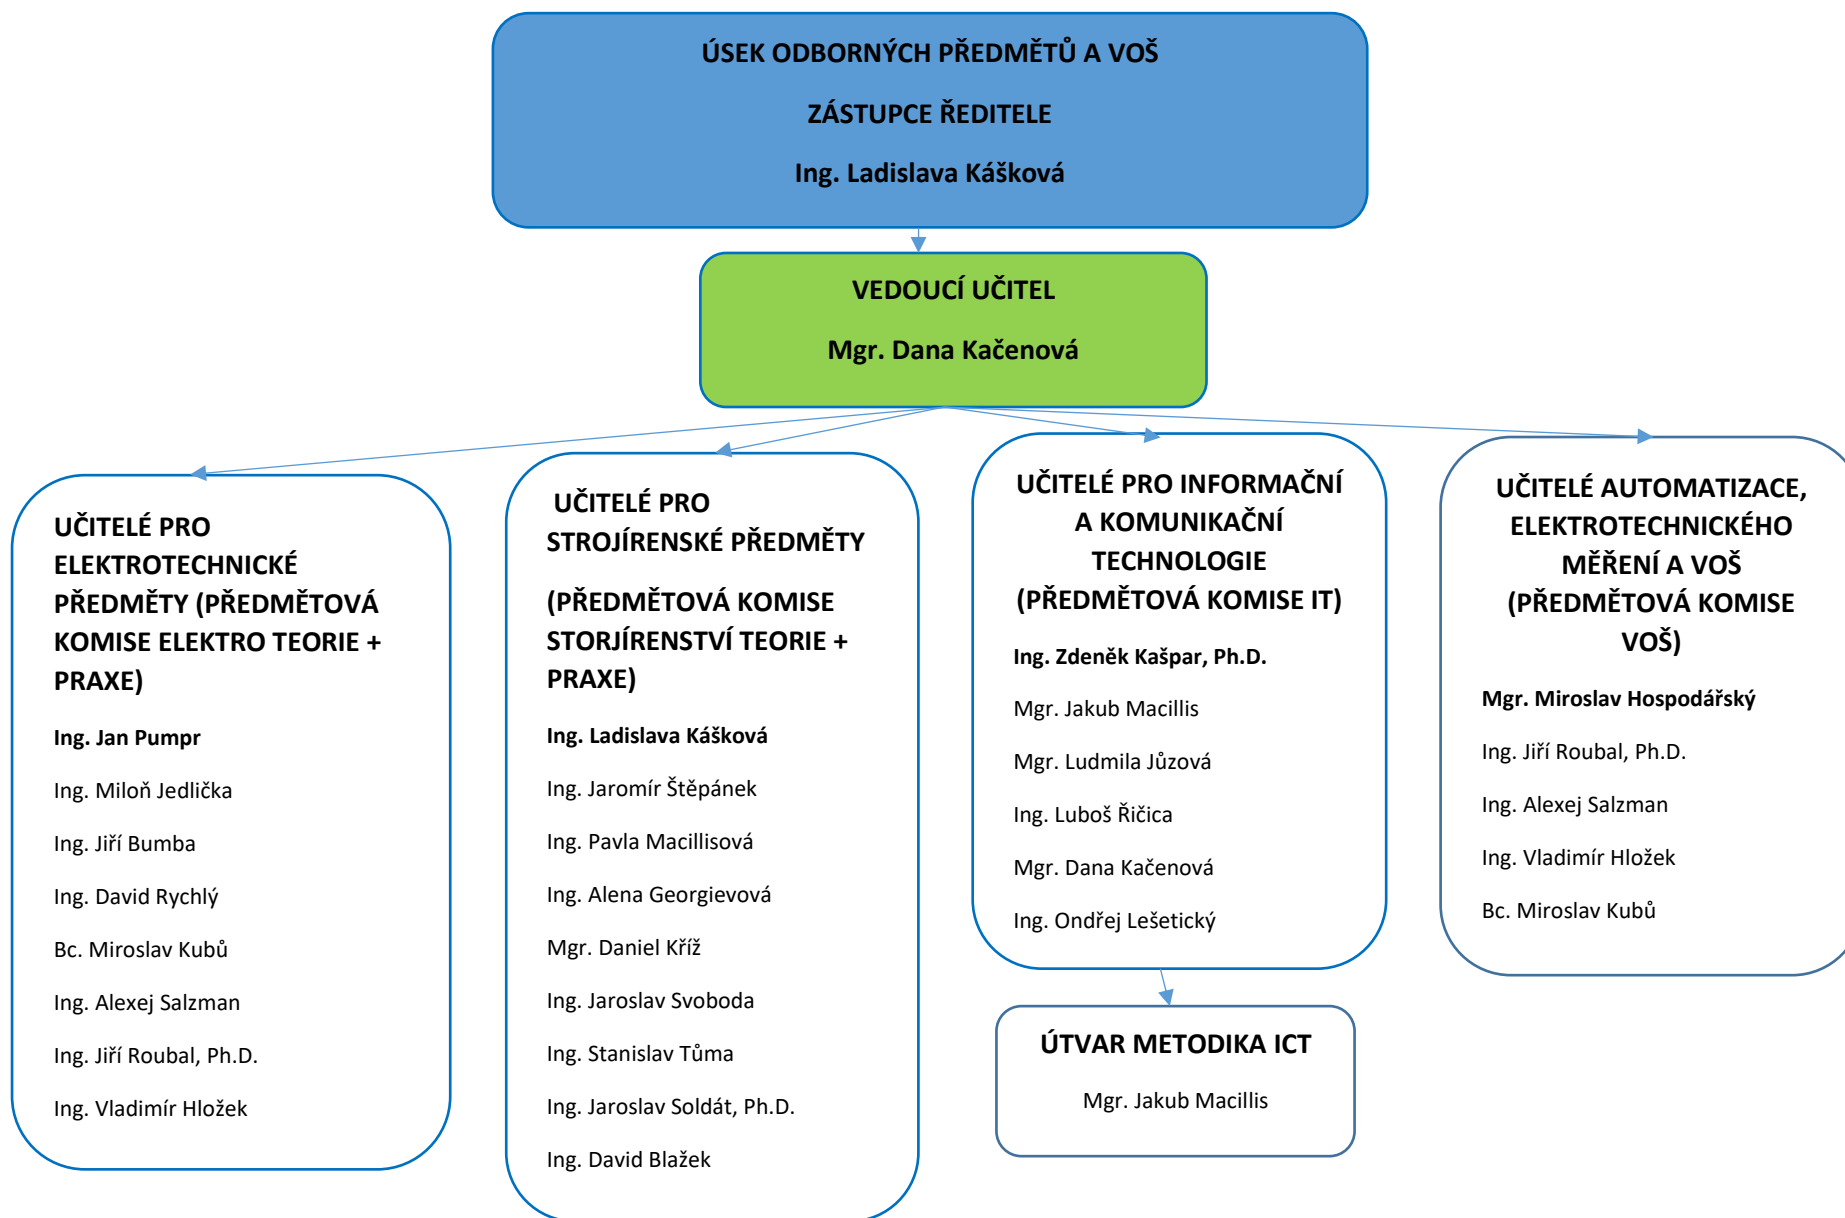 ÚSEK ODBORNÝCH PŘEDMĚTŮ A VOŠ
ZÁSTUPCE ŘEDITELE
Ing. Ladislava Kášková
VEDOUCÍ UČITEL
Mgr. Dana Kačenová
UČITELÉ PRO
ELEKTROTECHNICKÉ
PŘEDMĚTY (PŘEDMĚTOVÁ
KOMISE ELEKTRO TEORIE +
PRAXE)
Ing. Jan Pumpr
Ing. Miloň Jedlička
Ing. Jiří Bumba
Ing. David Rychlý
Bc. Miroslav Kubů
Ing. Alexej Salzman
Ing. Jiří Roubal, Ph.D.
Ing. Vladimír Hložek
UČITELÉ PRO
STROJÍRENSKÉ PŘEDMĚTY
(PŘEDMĚTOVÁ KOMISE
STORJÍRENSTVÍ TEORIE +
PRAXE)
Ing. Ladislava Kášková
Ing. Jaromír Štěpánek
Ing. Pavla Macillisová
Ing. Alena Georgievová
Mgr. Daniel Kříž
Ing. Jaroslav Svoboda
Ing. Stanislav Tůma
Ing. Jaroslav Soldát, Ph.D.
Ing. David Blažek
UČITELÉ PRO INFORMAČNÍ
A KOMUNIKAČNÍ
TECHNOLOGIE
(PŘEDMĚTOVÁ KOMISE IT)
Ing. Zdeněk Kašpar, Ph.D.
Mgr. Jakub Macillis
Mgr. Ludmila Jůzová
Ing. Luboš Řičica
Mgr. Dana Kačenová
Ing. Ondřej Lešetický
ÚTVAR METODIKA ICT
Mgr. Jakub Macillis
UČITELÉ AUTOMATIZACE,
ELEKTROTECHNICKÉHO
MĚŘENÍ A VOŠ
(PŘEDMĚTOVÁ KOMISE
VOŠ)
Mgr. Miroslav Hospodářský
Ing. Jiří Roubal, Ph.D.
Ing. Alexej Salzman
Ing. Vladimír Hložek
Bc. Miroslav Kubů